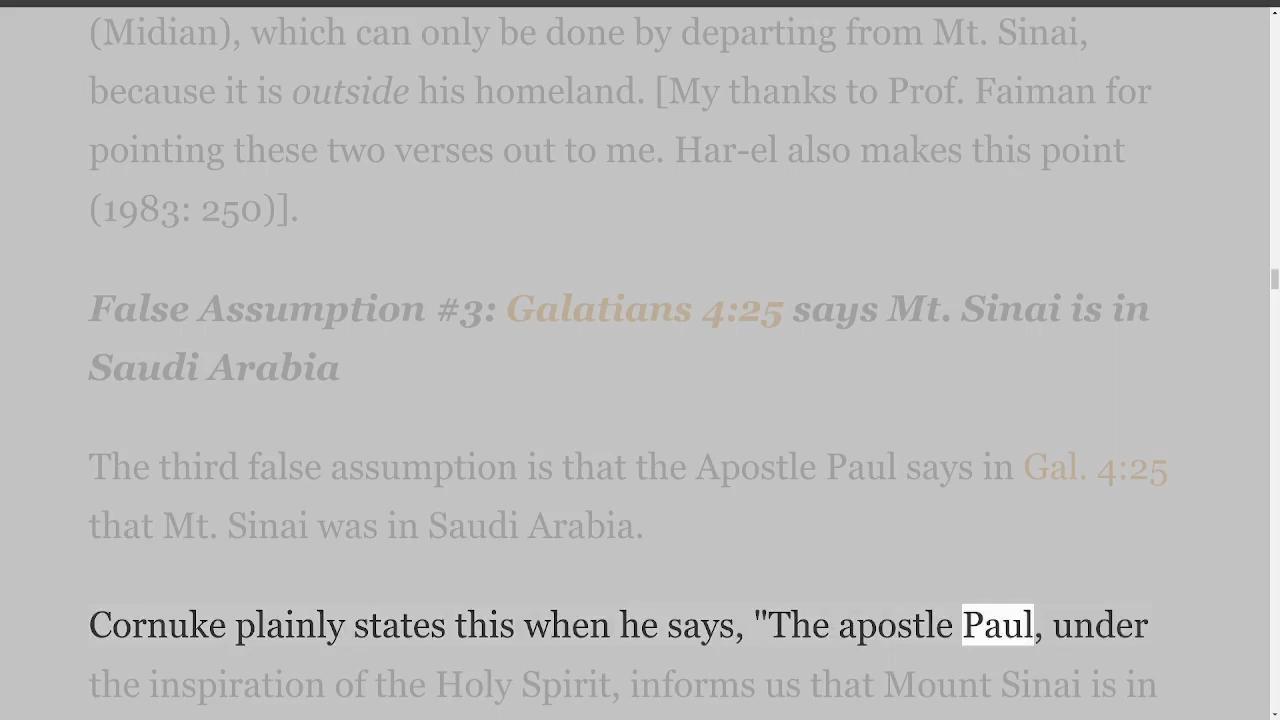 (Midian), which can only be done by departing from Mt. Sinai,
because it is outside his homeland. [My thanks to Prof. Faiman for
pointing these two verses out to me. Har-el also makes this point
(1983: 250)].
False Assumption #3: Galatians 4:25 says Mt. Sinai is in
Saudi Arabia
The third false assumption is that the Apostle Paul says in Gal. 4:25
that Mt. Sinai was in Saudi Arabia.
Cornuke plainly states this when he says, "The apostle Paul, under
the inspiration of the Holy Spirit, informs us that Mount Sinai is in